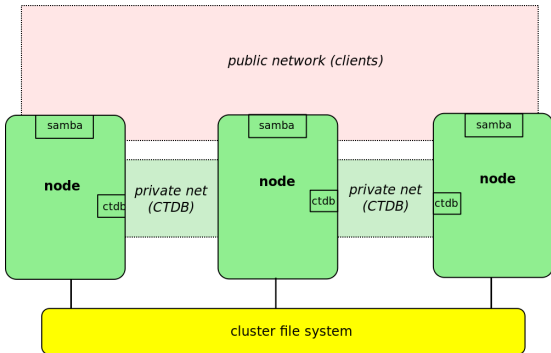 public network (clients)
samba
samba
samba
node
node
node
private net
(CTDB)
private net
(CTDB)
ctdb
ctdb
ctdb
cluster file system